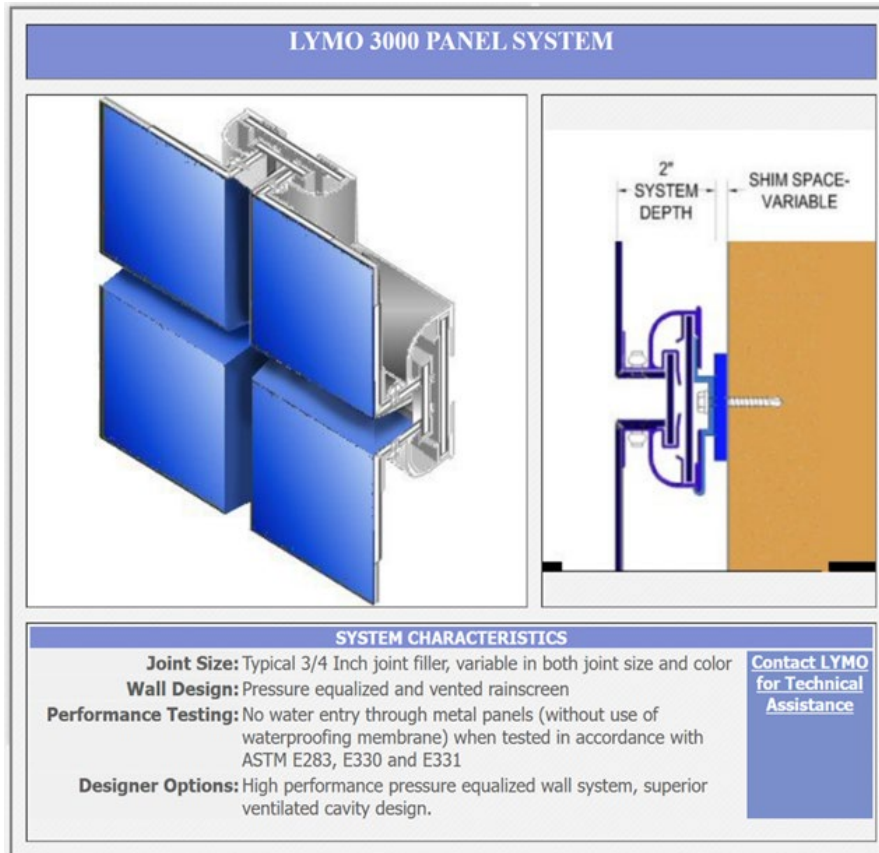 LYMO 3000 PANEL SYSTEM
2"
SYSTEM
DEPTH
SHIM SPACE-
VARIABLE
SYSTEM CHARACTERISTICS
Joint Size: Typical 3/4 Inch joint filler, variable in both joint size and color
Wall Design: Pressure equalized and vented rainscreen
Performance Testing: No water entry through metal panels (without use of
waterproofing membrane) when tested in accordance with
ASTM E283, E330 and E331
Designer Options: High performance pressure equalized wall system, superior
ventilated cavity design.
Contact LYMO
for Technical
Assistance